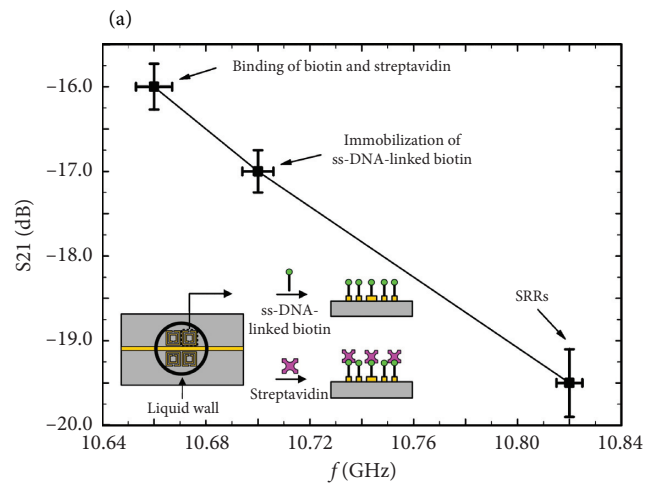 (a)
Binding of biotin and streptavidin
Immobilization of
ss-DNA-linked biotin
SRRs
ss-DNA-
linked biotin
Streptavidin
Liquid wall
S21 (dB)
−16.0
−17.0
−18.0
−19.0
−20.0
10.64
10.68
10.72
10.76
10.80
10.84
f (GHz)